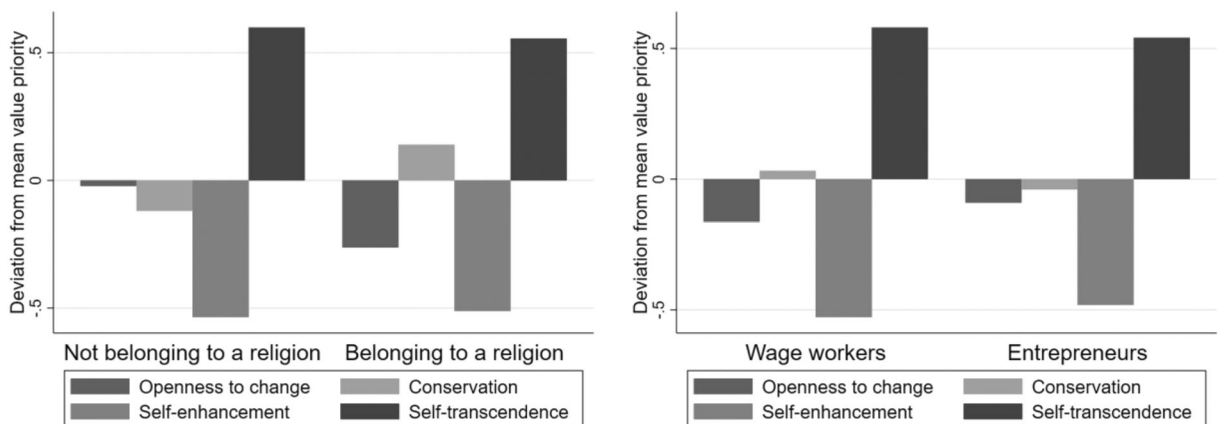 Deviation from mean value priority
.5
0
-.5
Not belonging to a religion Belonging to a religion
Openness to change Conservation
Self-enhancement Self-transcendence
Deviation from mean value priority
.5
0
-.5
Wage workers Entrepreneurs
Openness to change Conservation
Self-enhancement Self-transcendence